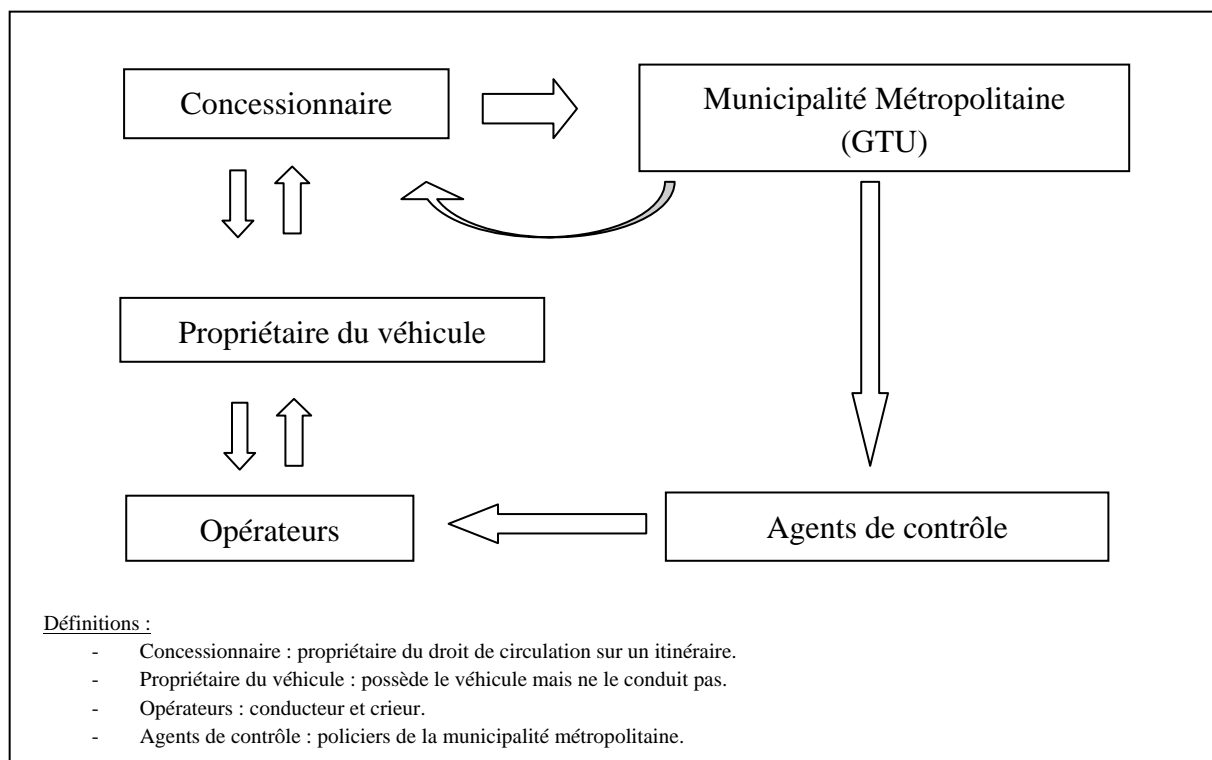 Concessionnaire
Municipalité Métropolitaine
(GTU)
Propriétaire du véhicule
Opérateurs
Agents de contrôle
Définitions :
- Concessionnaire : propriétaire du droit de circulation sur un itinéraire.
- Propriétaire du véhicule : possède le véhicule mais ne le conduit pas.
- Opérateurs : conducteur et crieur.
- Agents de contrôle : policiers de la municipalité métropolitaine.